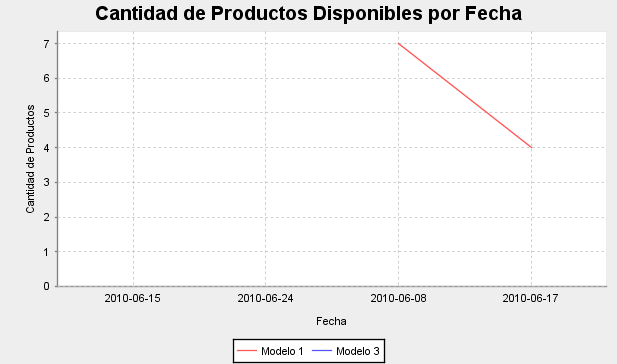 Cantidad de Productos Disponibles por Fecha
Cantidad de Productos
7
6
5
4
3
2
1
0
2010-06-15 2010-06-24 2010-06-08 2010-06-17
Fecha
Modelo 1 Modelo 3